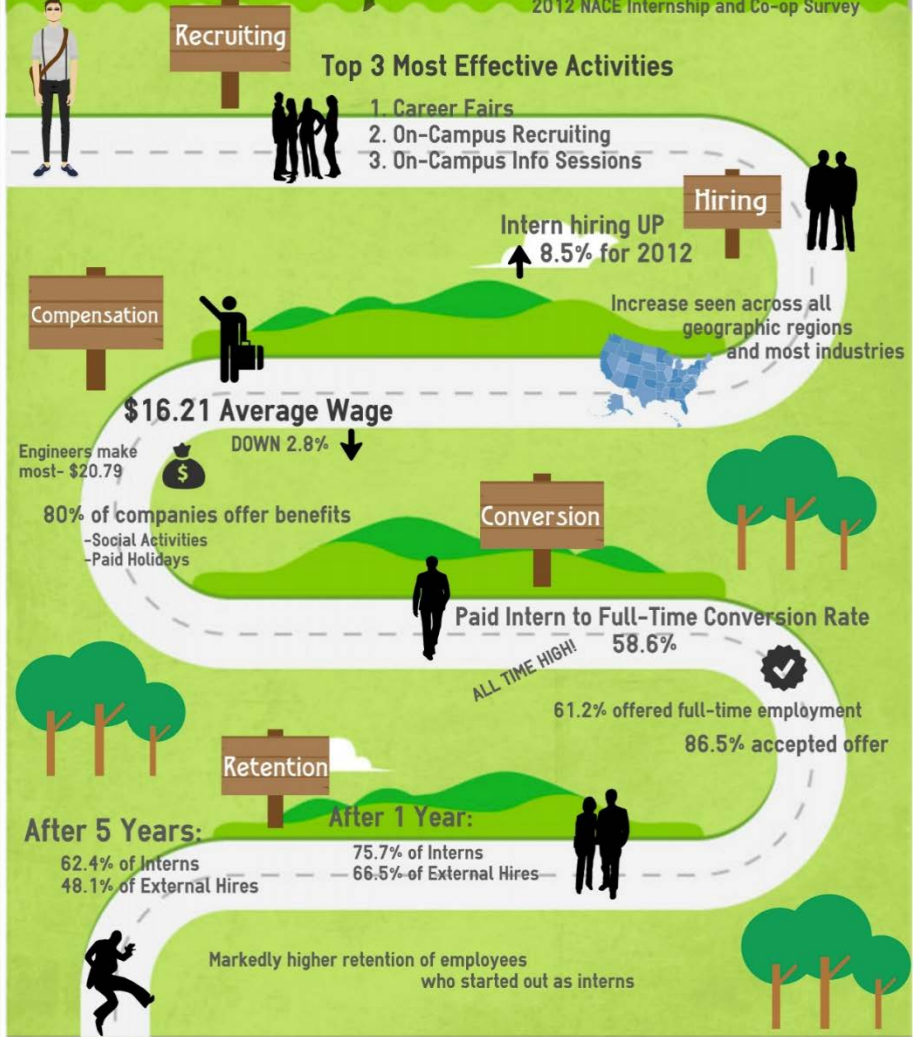 2012 NACE Internship and Co-op Survey
Recruiting
Top 3 Most Effective Activities
1. Career Fairs
2. On-Campus Recruiting
3. On-Campus Info Sessions
Hiring
Intern hiring UP
8.5% for 2012
Increase seen across all
geographic regions
and most industries
Compensation
$16.21 Average Wage
DOWN 2.8%
Engineers make
most- $20.79
$
80% of companies offer benefits
-Social Activities
-Paid Holidays
Conversion
Paid Intern to Full-Time Conversion Rate
58.6%
ALL TIME HIGH!
61.2% offered full-time employment
86.5% accepted offer
Retention
After 1 Year:
75.7% of Interns
66.5% of External Hires
After 5 Years:
62.4% of Interns
48.1% of External Hires
Markedly higher retention of employees
who started out as interns